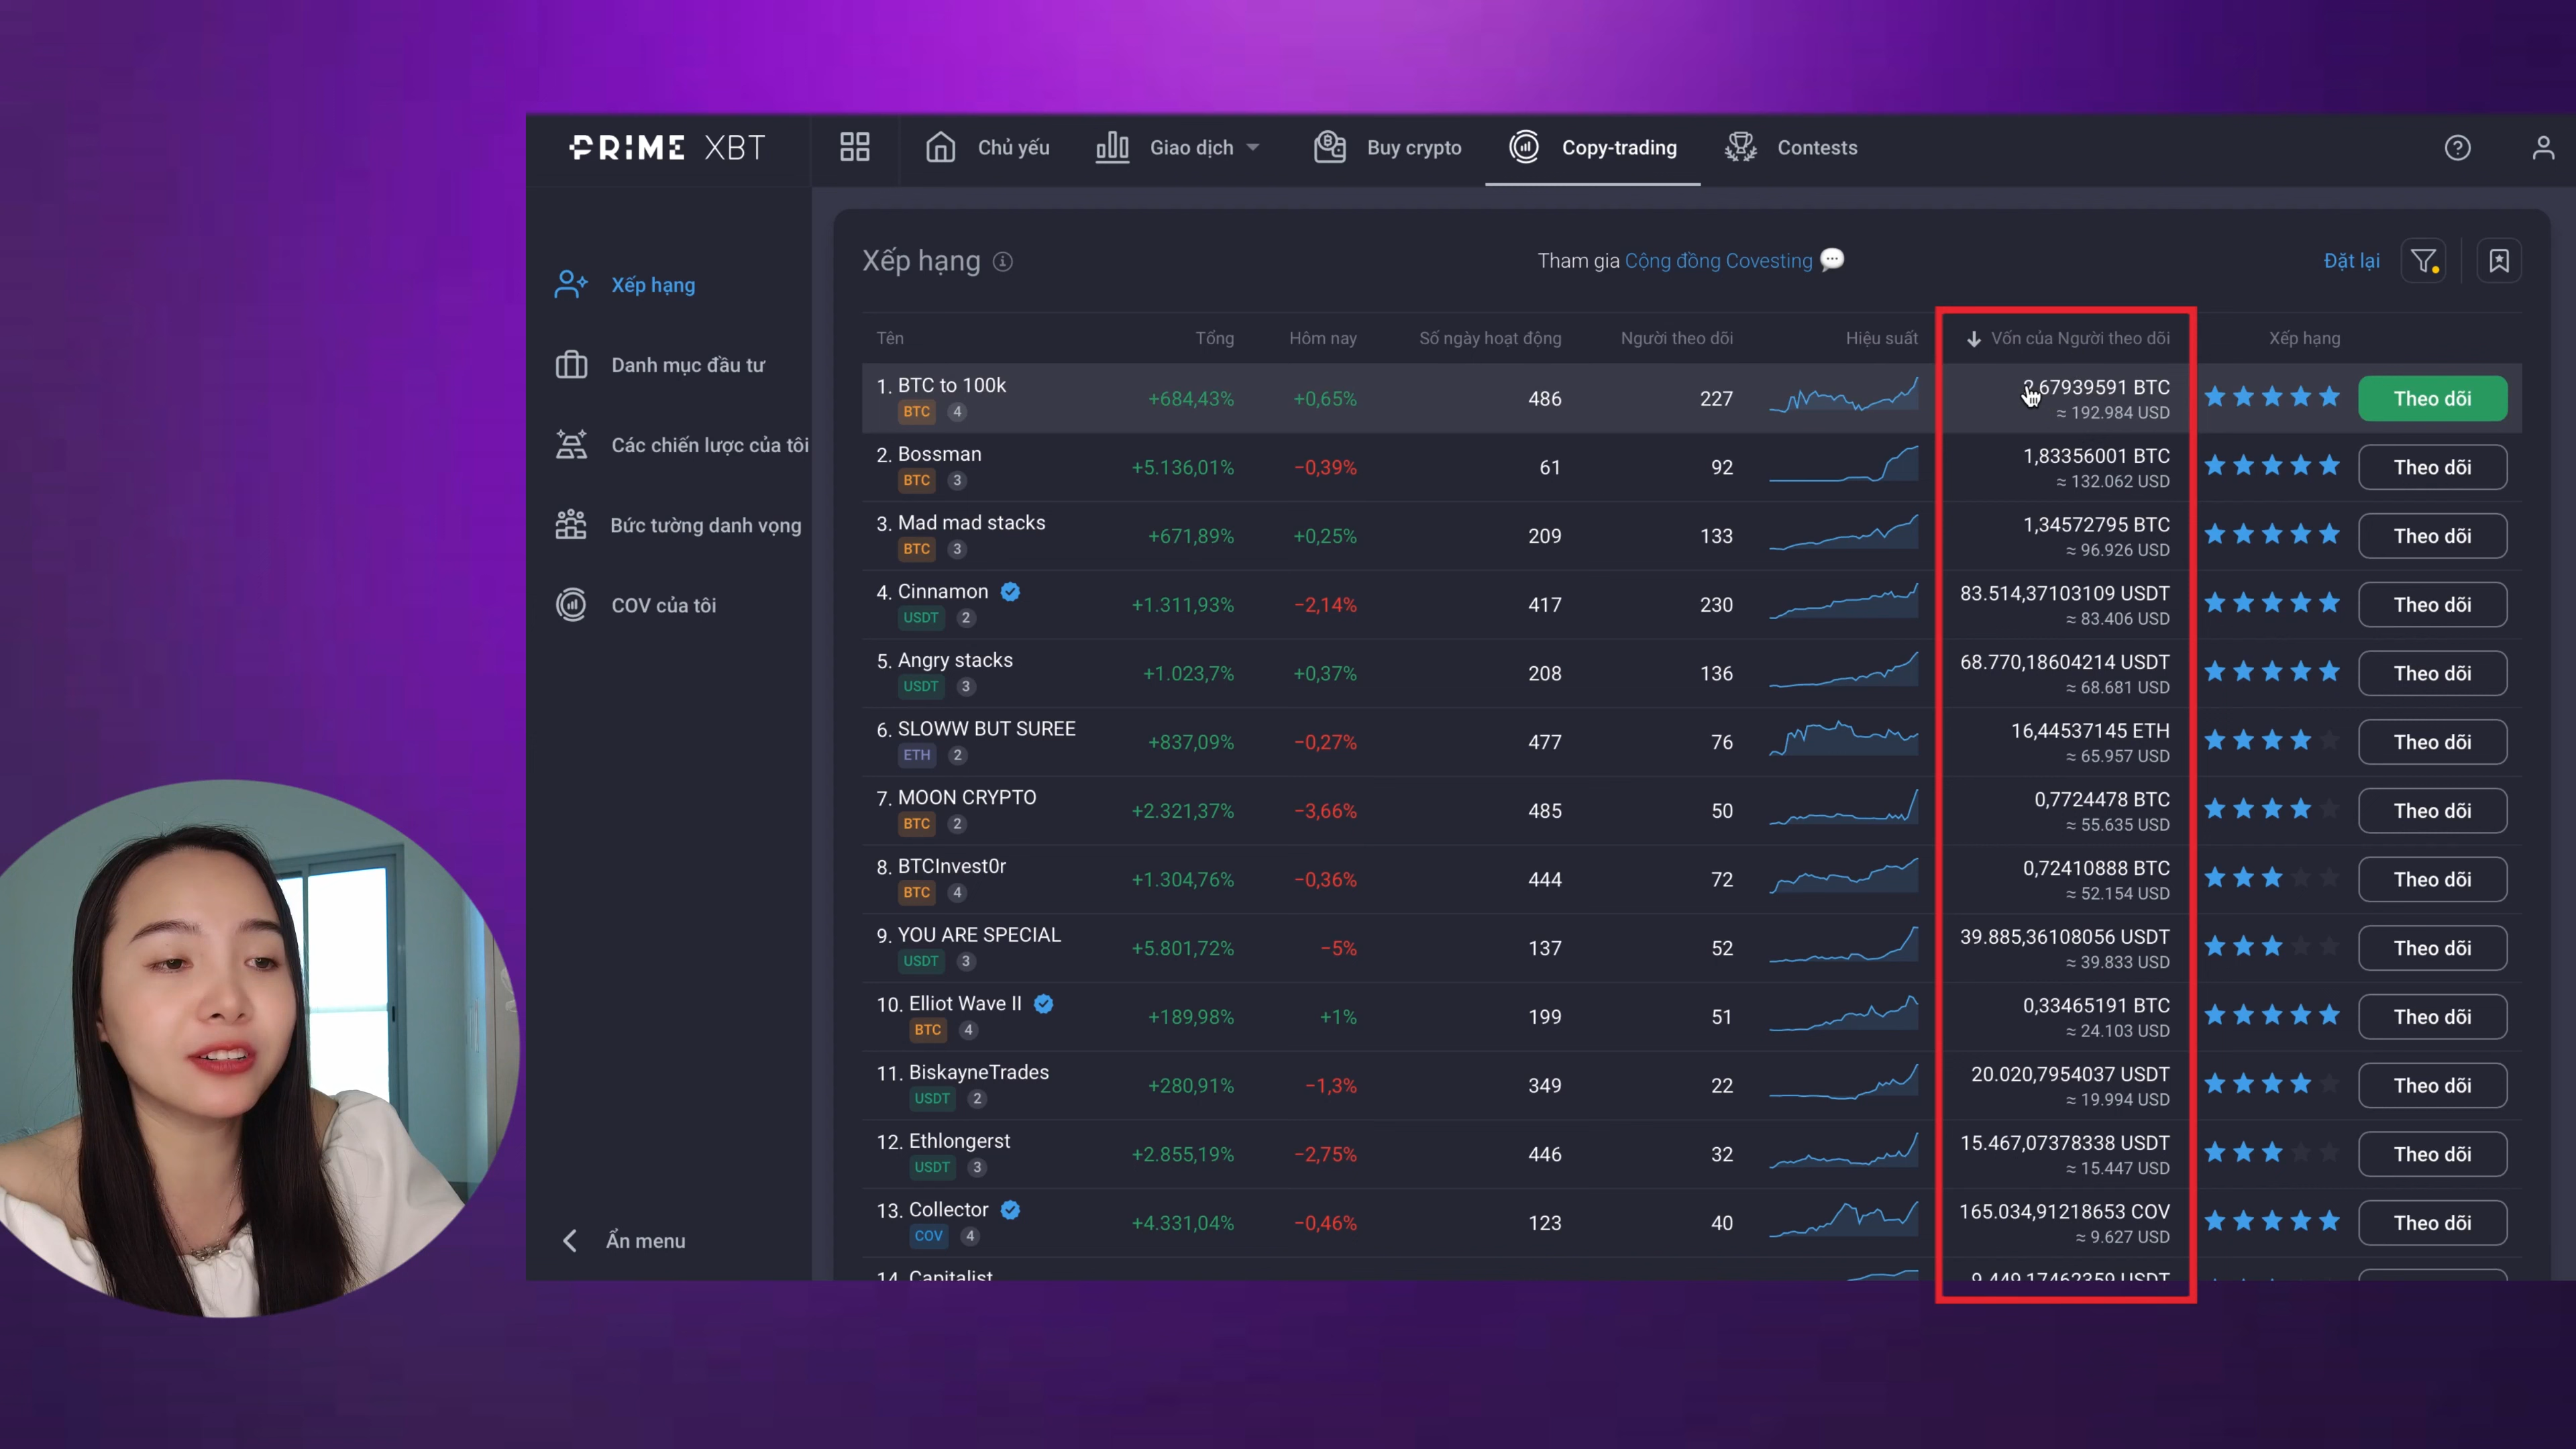 PRIME XBT
Chủ yếu
Giao dịch
Buy crypto
Copy-trading
Contests
Xếp hạng
Danh mục đầu tư
Các chiến lược của tôi
Bức tường danh vọng
COV của tôi
Ẩn menu
Xếp hạng
Tham gia Cộng đồng Covesting
Đặt lại
Tên Tổng Hôm nay Số ngày hoạt động Người theo dõi Hiệu suất Vốn của Người theo dõi Xếp hạng
1. BTC to 100k +684,43% +0,65% 486 227 67939591 BTC Theo dõi
BTC 4 ≈ 192.984 USD
2. Bossman +5.136,01% −0,39% 61 92 1,83356001 BTC Theo dõi
BTC 3 ≈ 132.062 USD
3. Mad mad stacks +671,89% +0,25% 209 133 1,34572795 BTC Theo dõi
BTC 3 ≈ 96.926 USD
4. Cinnamon +1.311,93% −2,14% 417 230 83.514,37103109 USDT Theo dõi
USDT 2 ≈ 83.406 USD
5. Angry stacks +1.023,7% +0,37% 208 136 68.770,18604214 USDT Theo dõi
USDT 3 ≈ 68.681 USD
6. SLOWW BUT SUREE +837,09% −0,27% 477 76 16,44537145 ETH Theo dõi
ETH 2 ≈ 65.957 USD
7. MOON CRYPTO +2.321,37% −3,66% 485 50 0,7724478 BTC Theo dõi
BTC 2 ≈ 55.635 USD
8. BTCInvest0r +1.304,76% −0,36% 444 72 0,72410888 BTC Theo dõi
BTC 4 ≈ 52.154 USD
9. YOU ARE SPECIAL +5.801,72% −5% 137 52 39.885,36108056 USDT Theo dõi
USDT 3 ≈ 39.833 USD
10. Elliot Wave II +189,98% +1% 199 51 0,33465191 BTC Theo dõi
BTC 4 ≈ 24.103 USD
11. BiskayneTrades +280,91% −1,3% 349 22 20.020,7954037 USDT Theo dõi
USDT 2 ≈ 19.994 USD
12. Ethlongerst +2.855,19% −2,75% 446 32 15.467,07378338 USDT Theo dõi
USDT 3 ≈ 15.447 USD
13. Collector +4.331,04% −0,46% 123 40 165.034,91218653 COV Theo dõi
COV 4 ≈ 9.627 USD
14. Capitalist 9.449,17462359 USDT